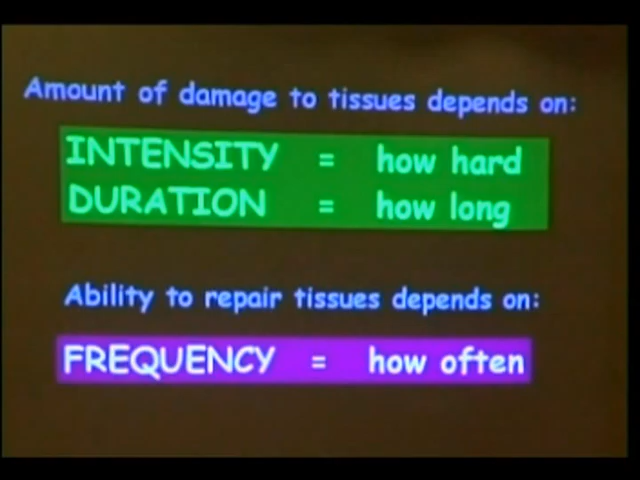 Amount of damage to tissues depends on:
INTENSITY = how hard
DURATION = how long
Ability to repair tissues depends on:
FREQUENCY = how often